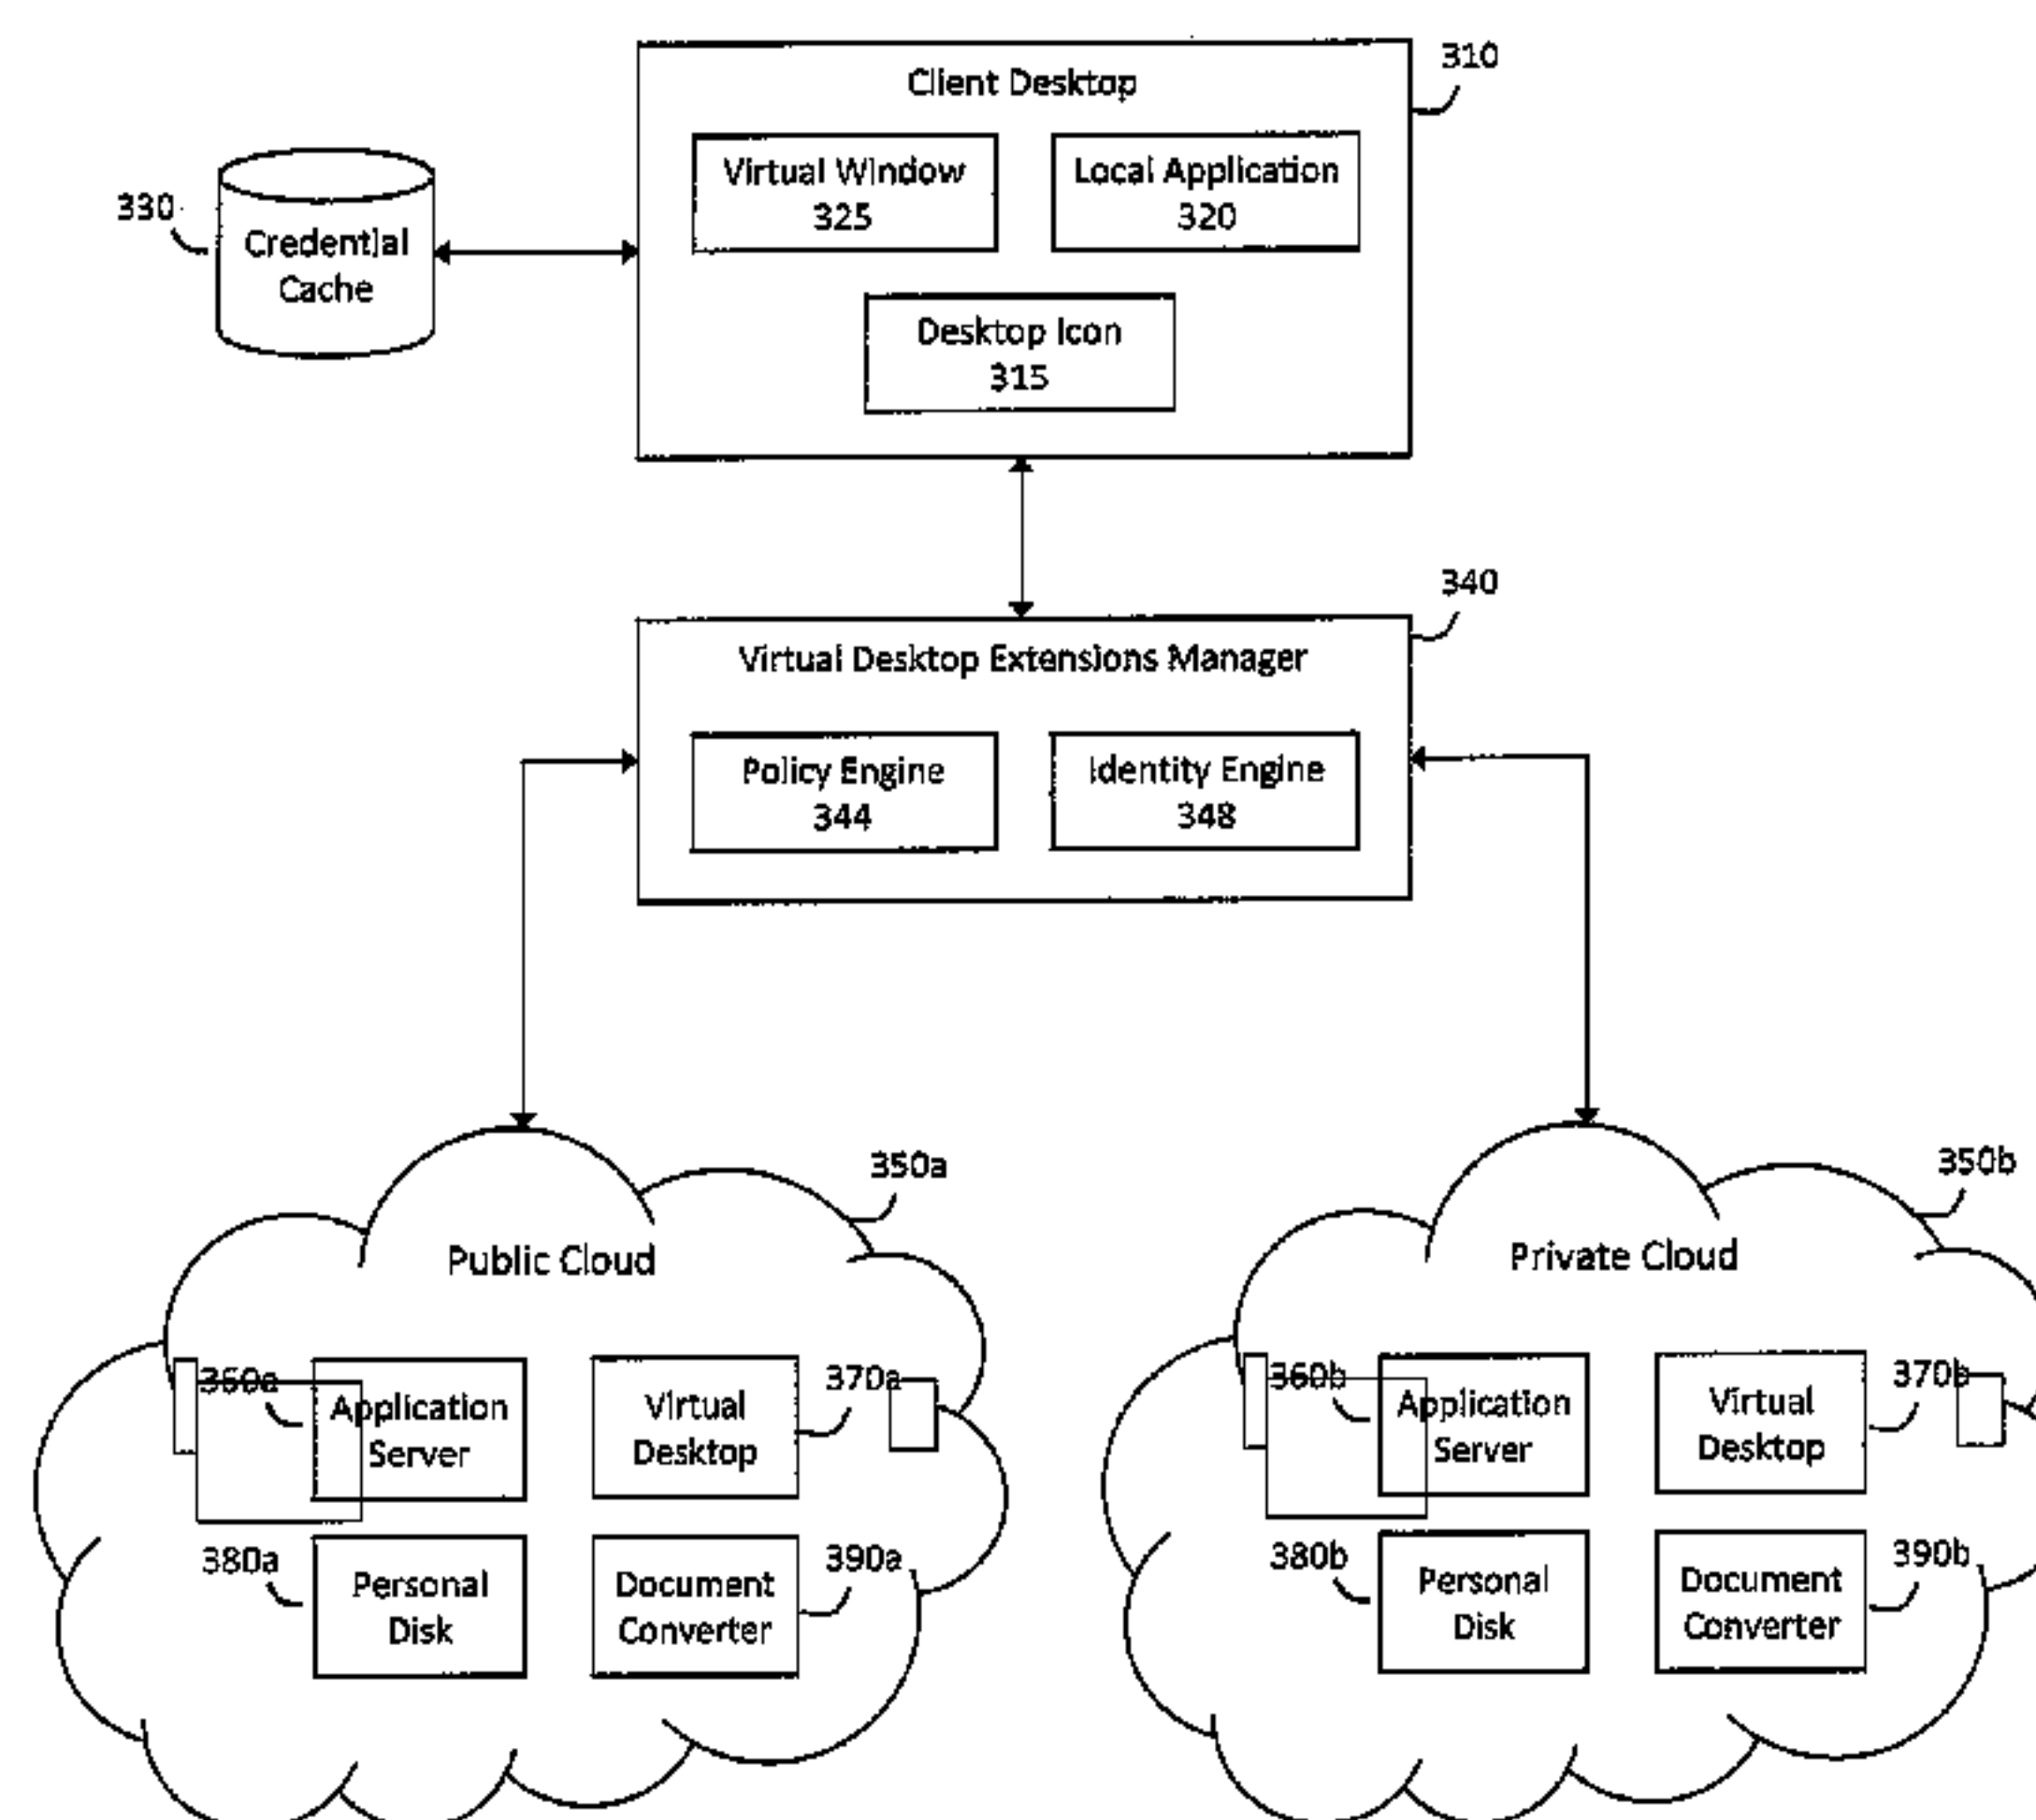 310
Client Desktop
Virtual Window
325
Local Application
320
330
Credential
Cache
Desktop Icon
315
340
Virtual Desktop Extensions Manager
Policy Engine
344
Identity Engine
348
350a
Public Cloud
360a
Application
Server
Virtual
Desktop
370a
380a
Personal
Disk
Document
Converter
390a
350b
Private Cloud
360b
Application
Server
Virtual
Desktop
370b
380b
Personal
Disk
Document
Converter
390b